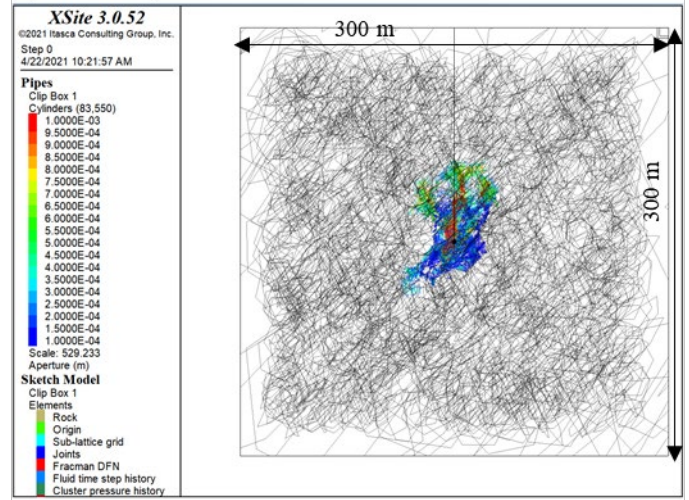 XSite 3.0.52
©2021 Itasca Consulting Group, Inc.
Step 0
4/22/2021 10:21:57 AM
Pipes
Clip Box 1
Cylinders (83,550)
1.0000E-03
9.5000E-04
9.0000E-04
8.5000E-04
8.0000E-04
7.5000E-04
7.0000E-04
6.5000E-04
6.0000E-04
5.5000E-04
5.0000E-04
4.5000E-04
4.0000E-04
3.5000E-04
3.0000E-04
2.5000E-04
2.0000E-04
1.5000E-04
1.0000E-04
Scale: 529.233
Aperture (m)
Sketch Model
Clip Box 1
Elements
Rock
Origin
Sub-lattice grid
Joints
Fracman DFN
Fluid time step history
Cluster pressure history
300 m
300 m